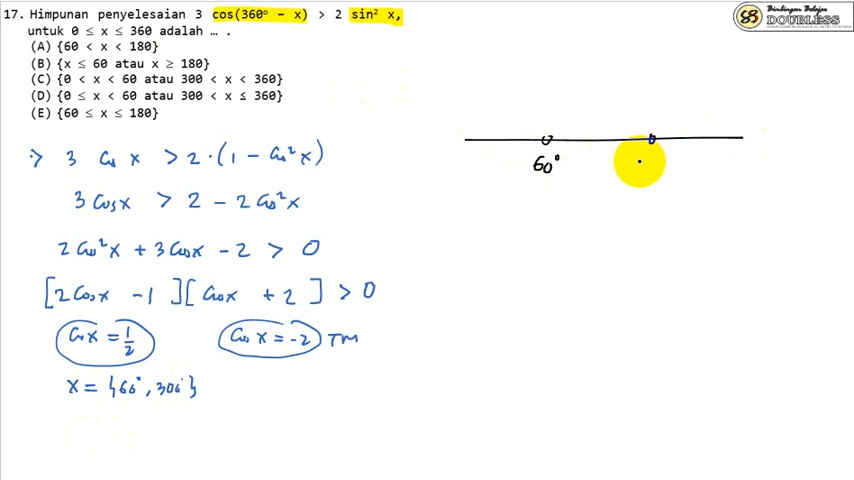 17. Himpunan penyelesaian 3 cos(360° - x) > 2 sin² x,
untuk 0 ≤ x ≤ 360 adalah … .
(A) {60 < x < 180}
(B) {x ≤ 60 atau x ≥ 180}
(C) {0 < x < 60 atau 300 < x < 360}
(D) {0 ≤ x < 60 atau 300 < x ≤ 360}
(E) {60 ≤ x ≤ 180}
Bimbingan Belajar
DOUBLESS
3 Cos x > 2 · (1 - Cos² x)
3 Cos x > 2 - 2 Cos² x
2 Cos² x + 3 Cos x - 2 > 0
[2 Cos x - 1] [Cos x + 2] > 0
Cos x = 1/2 Cos x = -2 TM
x = {60°, 300°}
60°